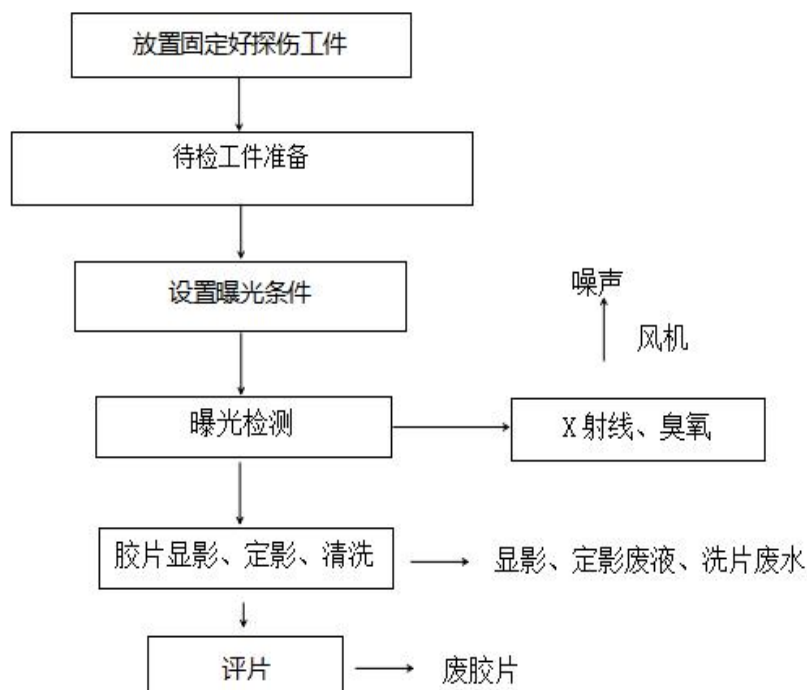 放置固定好探伤工件
待检工件准备
设置曝光条件
噪声
风机
曝光检测
X射线、臭氧
胶片显影、定影、清洗
显影、定影废液、洗片废水
评片
废胶片